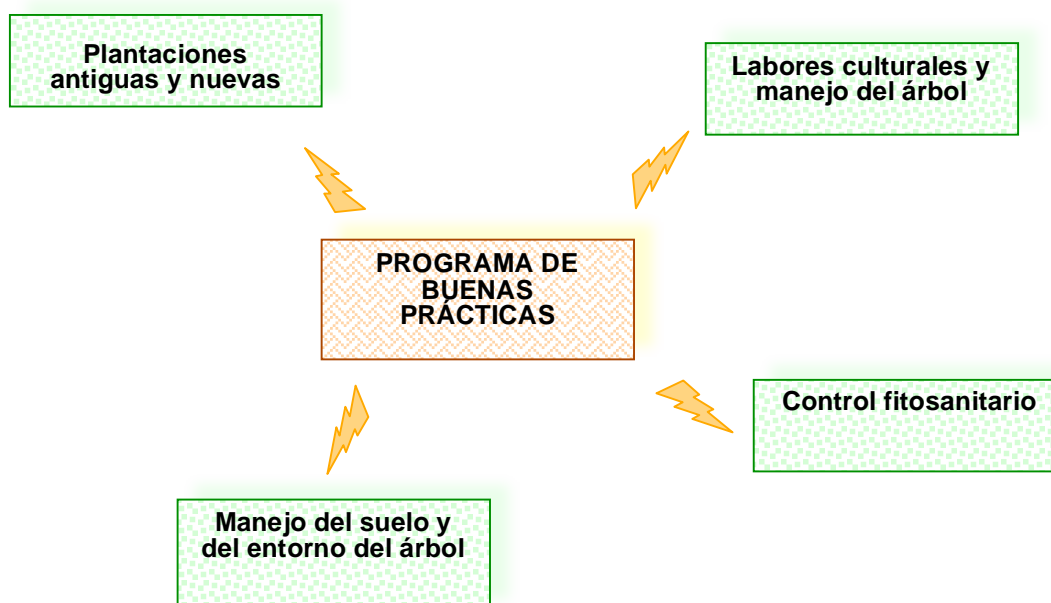 Plantaciones
antiguas y nuevas
Labores culturales y
manejo del árbol
PROGRAMA DE
BUENAS
PRÁCTICAS
Control fitosanitario
Manejo del suelo y
del entorno del árbol